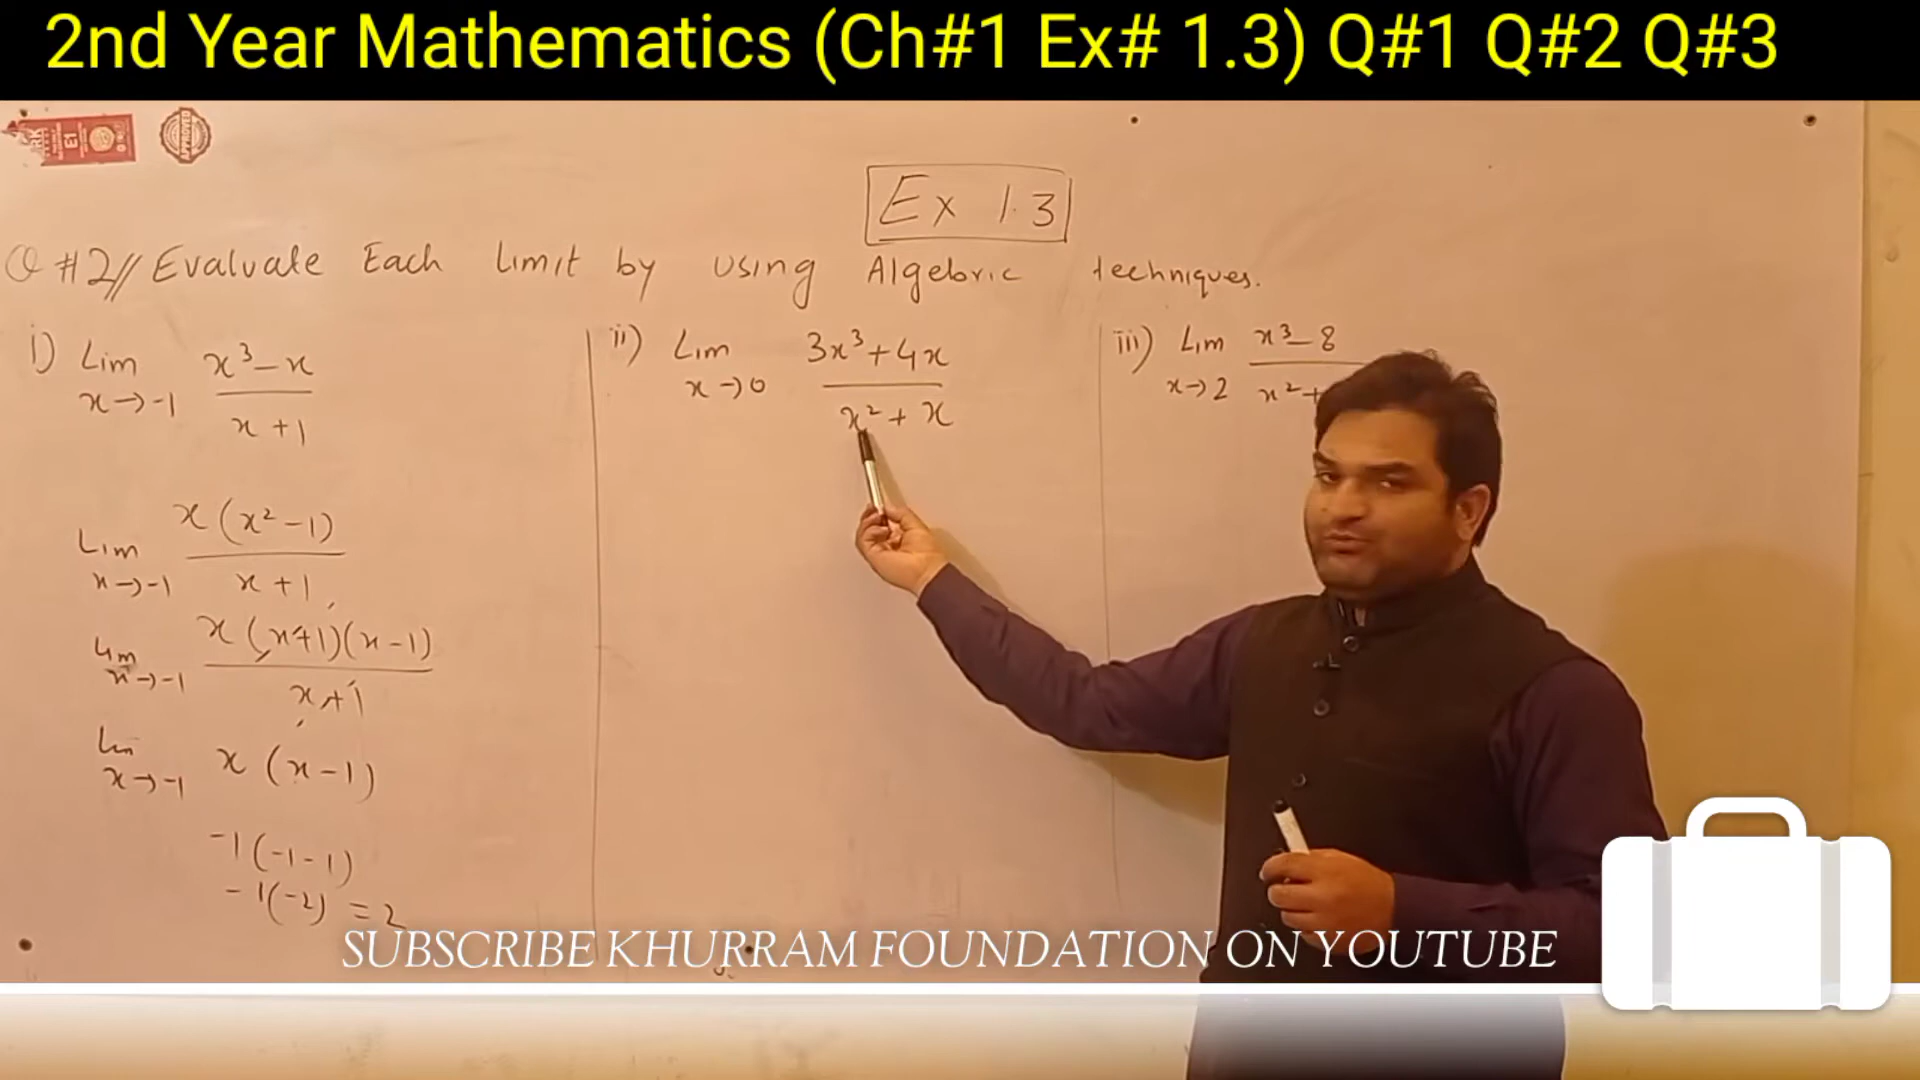 2nd Year Mathematics (Ch#1 Ex# 1.3) Q#1 Q#2 Q#3
E1
APPROVED
Ex 1.3
Q #2// Evaluate Each Limit by using Algebric techniques.
i) Lim x→-1 x³-x / x+1
Lim x→-1 x(x²-1) / x+1
Lim x→-1 x(x+1)(x-1) / x+1
Lim x→-1 x(x-1)
-1(-1-1)
-1(-2) = 2
ii) Lim x→0 3x³+4x / x²+x
iii) Lim x→2 x³-8 / x²+
SUBSCRIBE KHURRAM FOUNDATION ON YOUTUBE